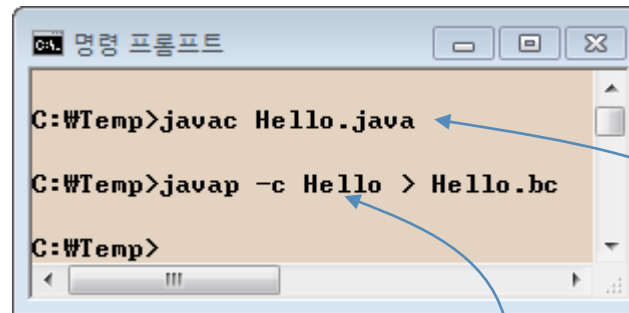 명령 프롬프트
C:₩Temp>javac Hello.java
C:₩Temp>javap -c Hello > Hello.bc
C:₩Temp>